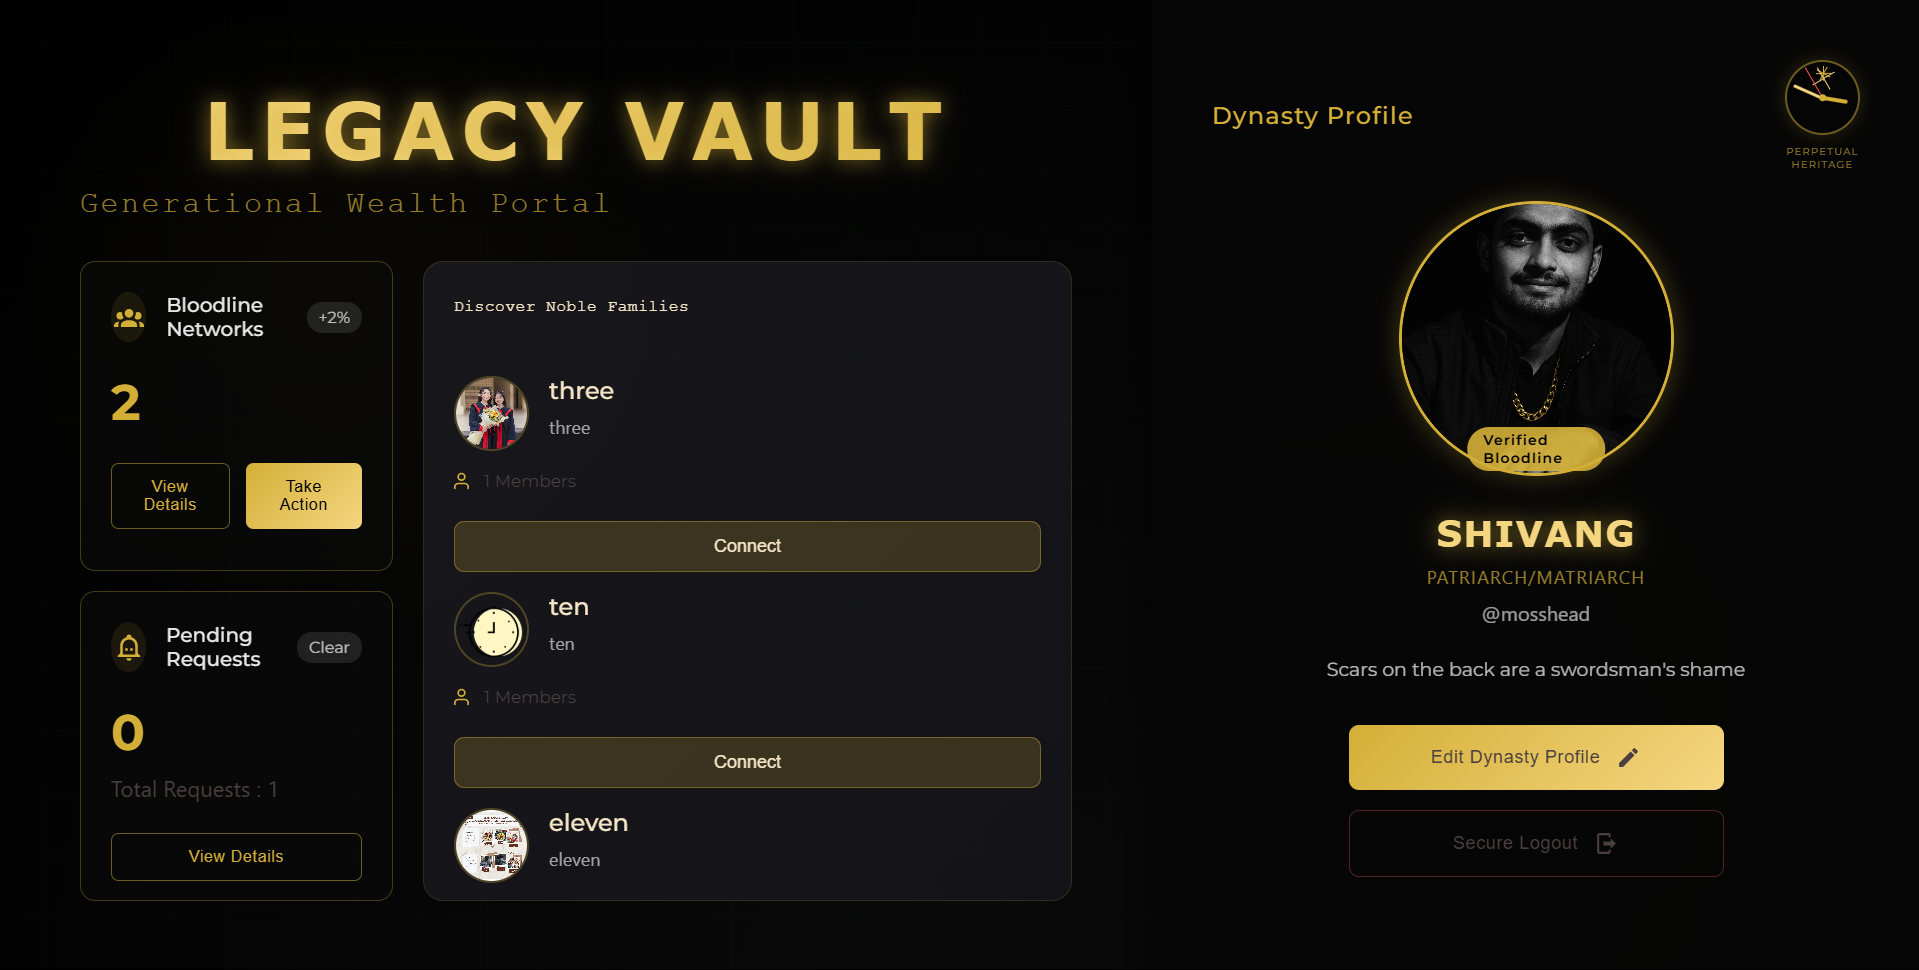 LEGACY VAULT
Generational Wealth Portal
Bloodline
Networks
+2%
2
View
Details
Take
Action
Pending
Requests
Clear
0
Total Requests : 1
View Details
Discover Noble Families
three
three
1 Members
Connect
ten
ten
1 Members
Connect
eleven
eleven
Dynasty Profile
PERPETUAL
HERITAGE
Verified
Bloodline
SHIVANG
PATRIARCH/MATRIARCH
@mosshead
Scars on the back are a swordsman's shame
Edit Dynasty Profile
Secure Logout